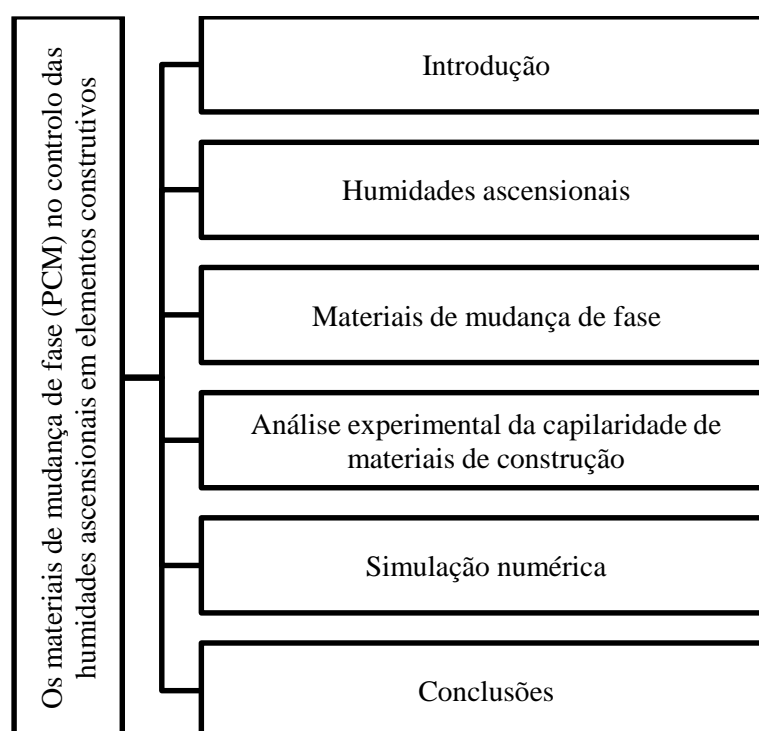 Os materiais de mudança de fase (PCM) no controlo das
humidades ascensionais em elementos construtivos
Introdução
Humidades ascensionais
Materiais de mudança de fase
Análise experimental da capilaridade de
materiais de construção
Simulação numérica
Conclusões